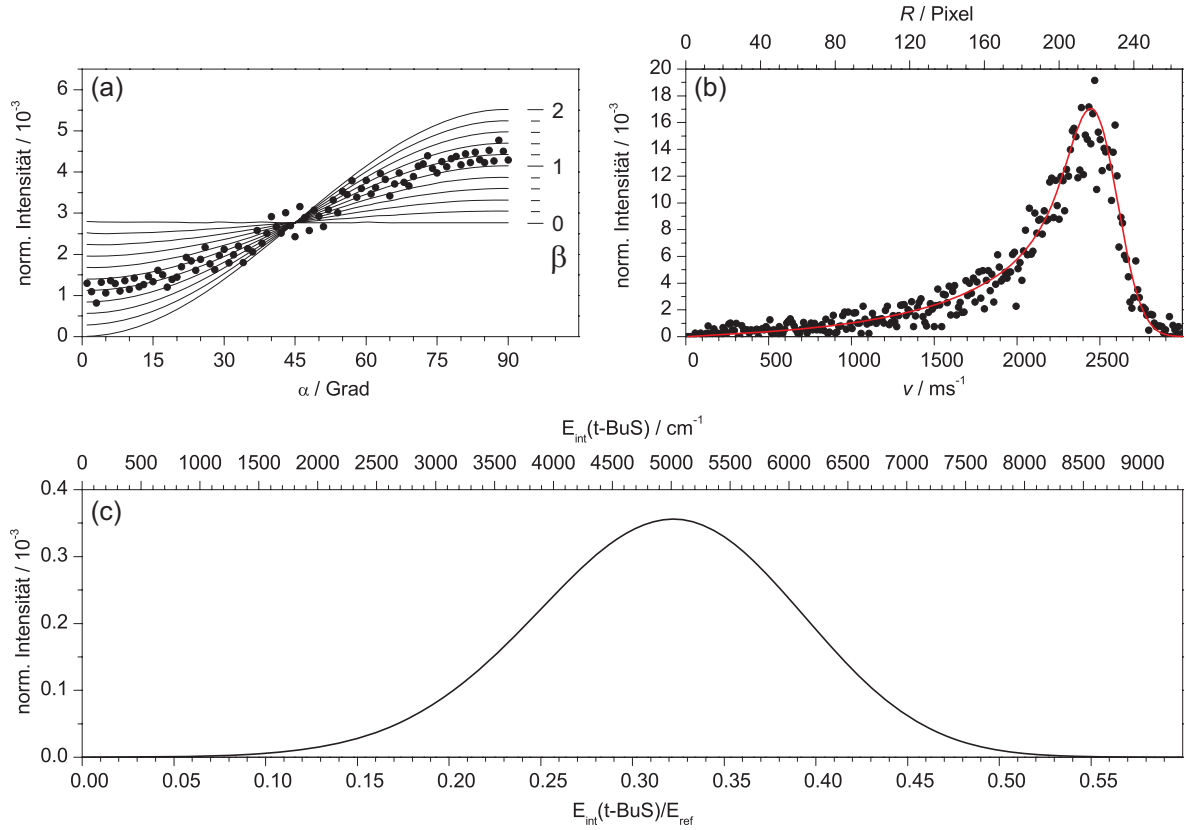 (a)
norm. Intensität / 10⁻³
0 1 2 3 4 5 6
0 15 30 45 60 75 90
α / Grad
2
1
0
β
R / Pixel
0 40 80 120 160 200 240
(b)
norm. Intensität / 10⁻³
20
18
16
14
12
10
8
6
4
2
0
0 500 1000 1500 2000 2500
v / ms⁻¹
E_int(t-BuS) / cm⁻¹
0 500 1000 1500 2000 2500 3000 3500 4000 4500 5000 5500 6000 6500 7000 7500 8000 8500 9000
(c)
norm. Intensität / 10⁻³
0.4
0.3
0.2
0.1
0.0
0.00 0.05 0.10 0.15 0.20 0.25 0.30 0.35 0.40 0.45 0.50 0.55
E_int(t-BuS)/E_ref